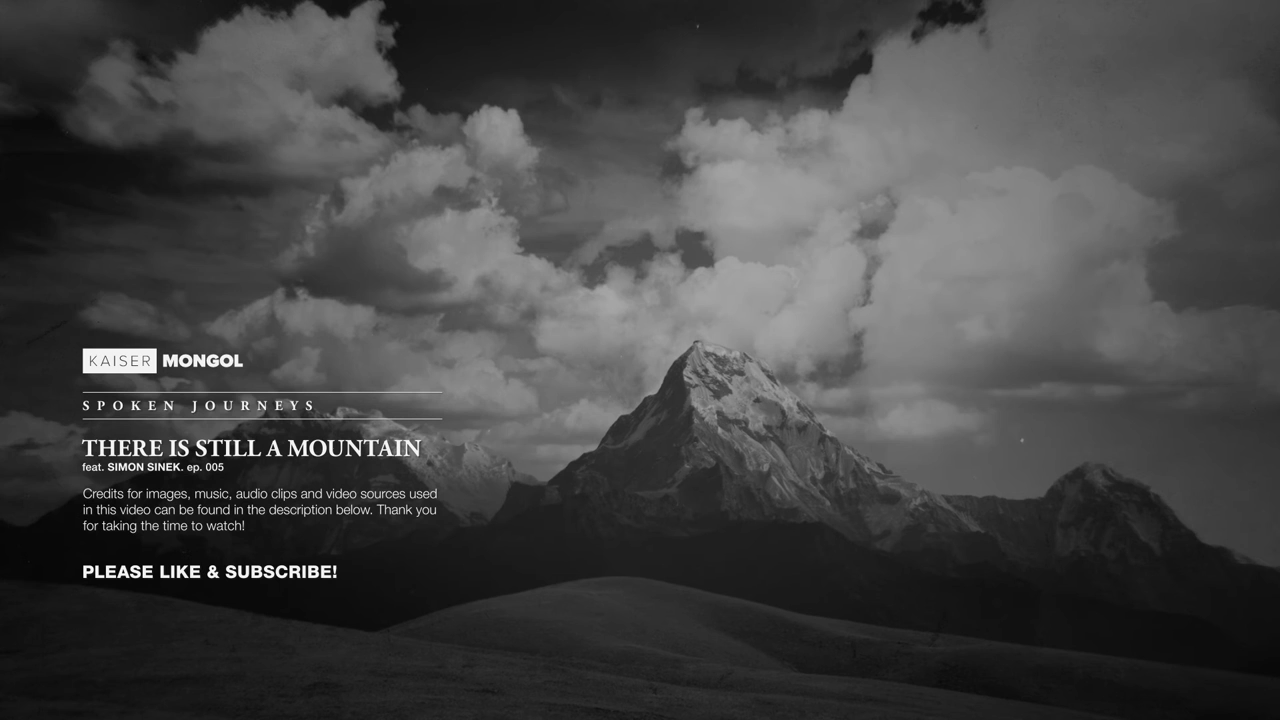 KAISER MONGOL
SPOKEN JOURNEYS
THERE IS STILL A MOUNTAIN
feat. SIMON SINEK. ep. 005
Credits for images, music, audio clips and video sources used
in this video can be found in the description below. Thank you
for taking the time to watch!
PLEASE LIKE & SUBSCRIBE!